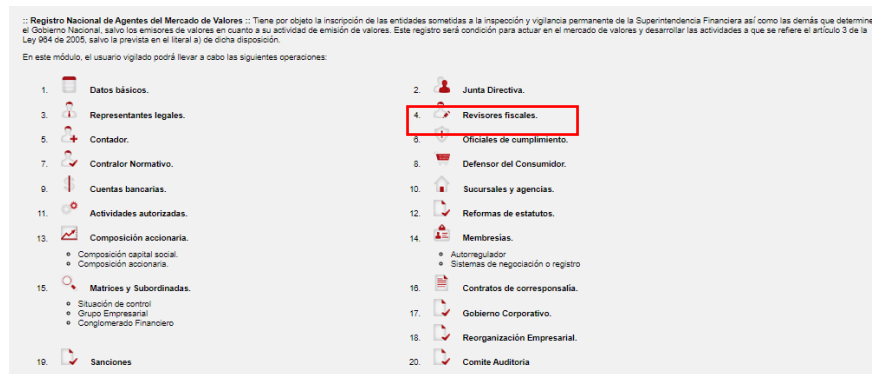 :: Registro Nacional de Agentes del Mercado de Valores :: Tiene por objeto la inscripción de las entidades sometidas a la inspección y vigilancia permanente de la Superintendencia Financiera así como las demás que determine
el Gobierno Nacional, salvo los emisores de valores en cuanto a su actividad de emisión de valores. Este registro será condición para actuar en el mercado de valores y desarrollar las actividades a que se refiere el artículo 3 de la
Ley 964 de 2005, salvo la prevista en el literal a) de dicha disposición.
En este módulo, el usuario vigilado podrá llevar a cabo las siguientes operaciones:
1. Datos básicos.
2. Junta Directiva.
3. Representantes legales.
4. Revisores fiscales.
5. Contador.
6. Oficiales de cumplimiento.
7. Contralor Normativo.
8. Defensor del Consumidor.
9. Cuentas bancarias.
10. Sucursales y agencias.
11. Actividades autorizadas.
12. Reformas de estatutos.
13. Composición accionaria.
Composición capital social.
Composición accionaria.
14. Membresías.
Autorregulador
Sistemas de negociación o registro
15. Matrices y Subordinadas.
Situación de control
Grupo Empresarial
Conglomerado Financiero
16. Contratos de corresponsalía.
17. Gobierno Corporativo.
18. Reorganización Empresarial.
19. Sanciones
20. Comite Auditoria